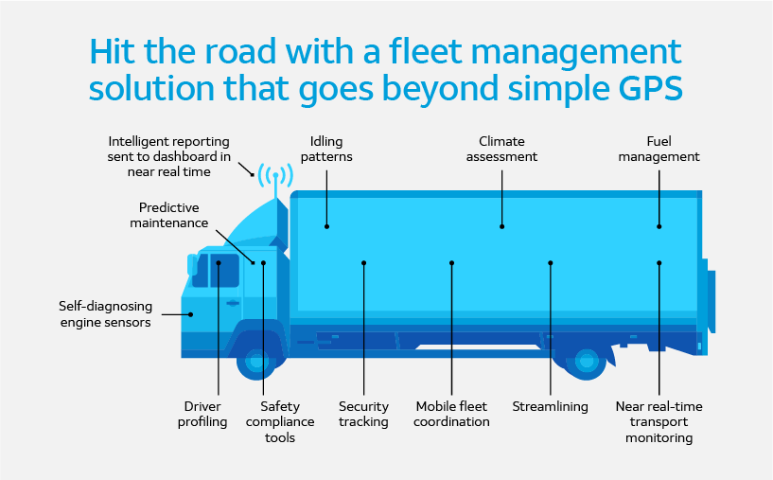 Hit the road with a fleet management
solution that goes beyond simple GPS
Intelligent reporting
sent to dashboard in
near real time
Idling
patterns
Climate
assessment
Fuel
management
Predictive
maintenance
Self-diagnosing
engine sensors
Driver
profiling
Safety
compliance
tools
Security
tracking
Mobile fleet
coordination
Streamlining
Near real-time
transport
monitoring